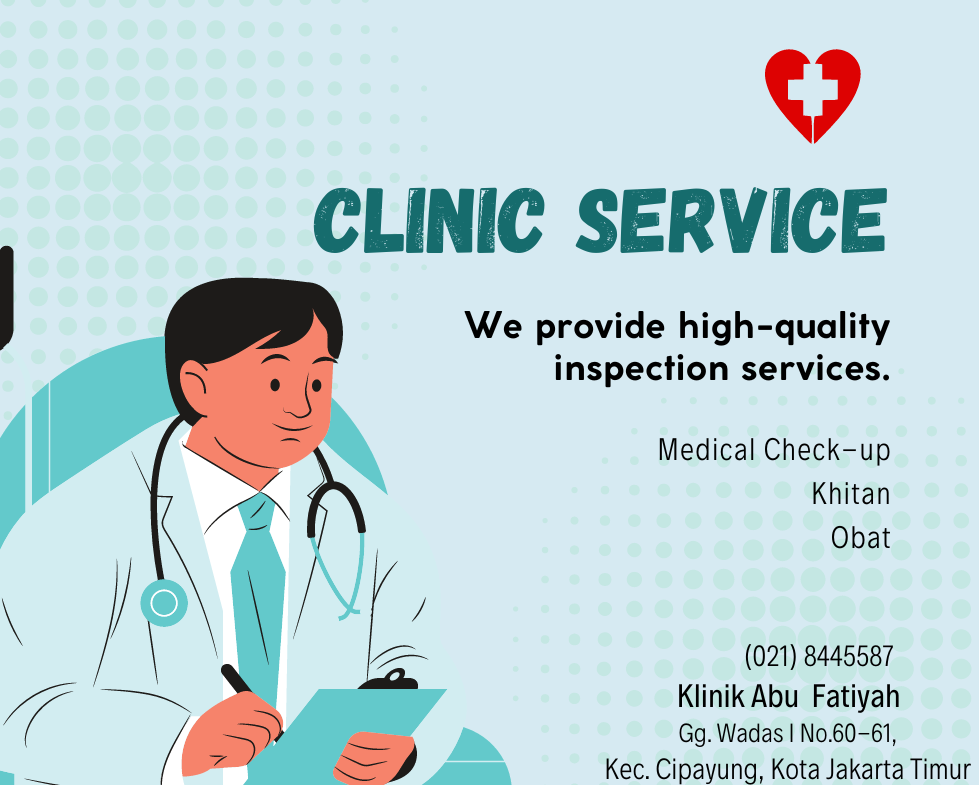 CLINIC SERVICE
We provide high-quality
inspection services.
Medical Check-up
Khitan
Obat
(021) 8445587
Klinik Abu Fatiyah
Gg. Wadas I No.60-61,
Kec. Cipayung, Kota Jakarta Timur